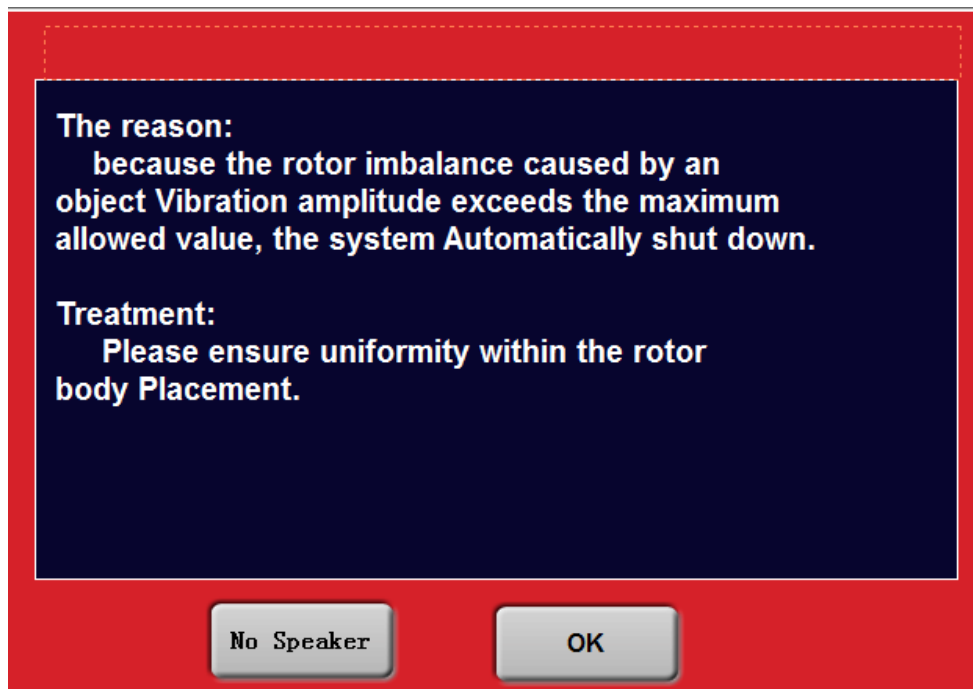 The reason:
because the rotor imbalance caused by an
object Vibration amplitude exceeds the maximum
allowed value, the system Automatically shut down.
Treatment:
Please ensure uniformity within the rotor
body Placement.
No Speaker
OK